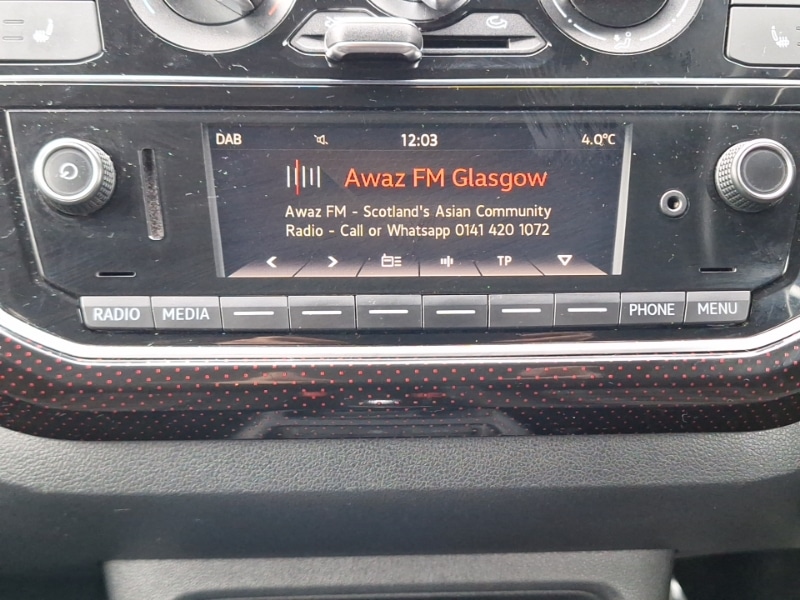 DAB 12:03 4.0°C
Awaz FM Glasgow
Awaz FM - Scotland's Asian Community
Radio - Call or Whatsapp 0141 420 1072
TP
RADIO MEDIA PHONE MENU